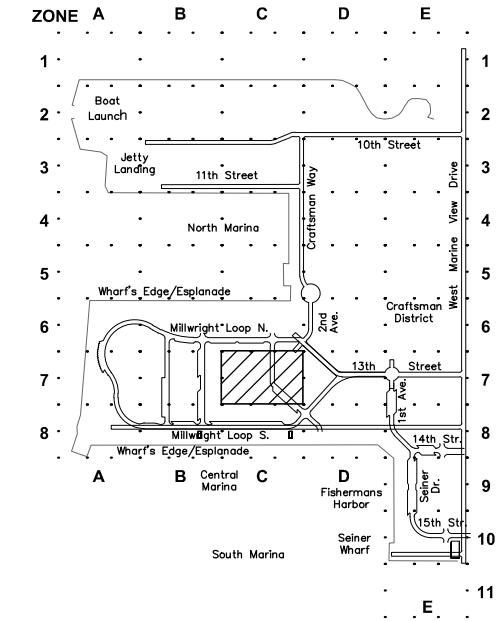 ZONE A B C D E
1 1
2 2
Boat
Launch
10th Street
3 3
Jetty
Landing
11th Street
Craftsman Way
West Marine View Drive
4 4
North Marina
5 5
Wharf's Edge/Esplanade
Craftsman
District
6 6
Millwright Loop N.
2nd
Ave.
13th Street
7 7
1st Ave.
8 8
Millwright Loop S.
14th Str.
Wharf's Edge/Esplanade
A B C D
Central
Marina
9
Seiner
Dr.
Fishermans
Harbor
15th Str.
Seiner
Wharf
10
South Marina
11
E